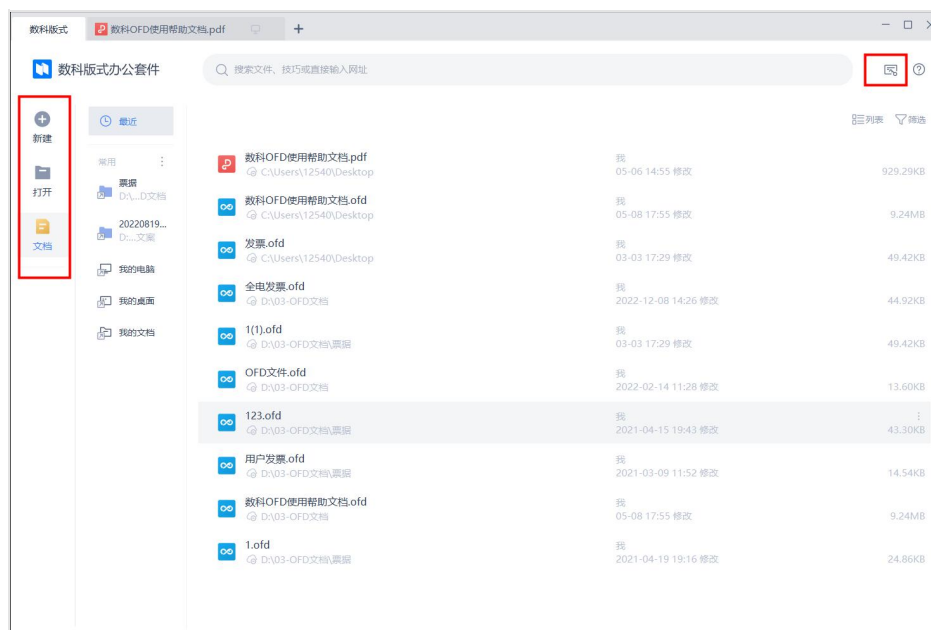 数科版式
数科OFD使用帮助文档.pdf
数科版式办公套件
搜索文件、技巧或直接输入网址
新建
打开
文档
最近
常用
票据
D:\...D文档
20220819...
D:...文案
我的电脑
我的桌面
我的文档
列表 筛选
数科OFD使用帮助文档.pdf
C:\Users\12540\Desktop
我
05-06 14:55 修改
929.29KB
数科OFD使用帮助文档.ofd
C:\Users\12540\Desktop
我
05-08 17:55 修改
9.24MB
发票.ofd
C:\Users\12540\Desktop
我
03-03 17:29 修改
49.42KB
全电发票.ofd
D:\03-OFD文档
我
2022-12-08 14:26 修改
44.92KB
1(1).ofd
D:\03-OFD文档\票据
我
03-03 17:29 修改
49.42KB
OFD文件.ofd
D:\03-OFD文档
我
2022-02-14 11:28 修改
13.60KB
123.ofd
D:\03-OFD文档\票据
我
2021-04-15 19:43 修改
43.30KB
用户发票.ofd
D:\03-OFD文档\票据
我
2021-03-09 11:52 修改
14.54KB
数科OFD使用帮助文档.ofd
D:\03-OFD文档
我
05-08 17:55 修改
9.24MB
1.ofd
D:\03-OFD文档\票据
我
2021-04-19 19:16 修改
24.86KB